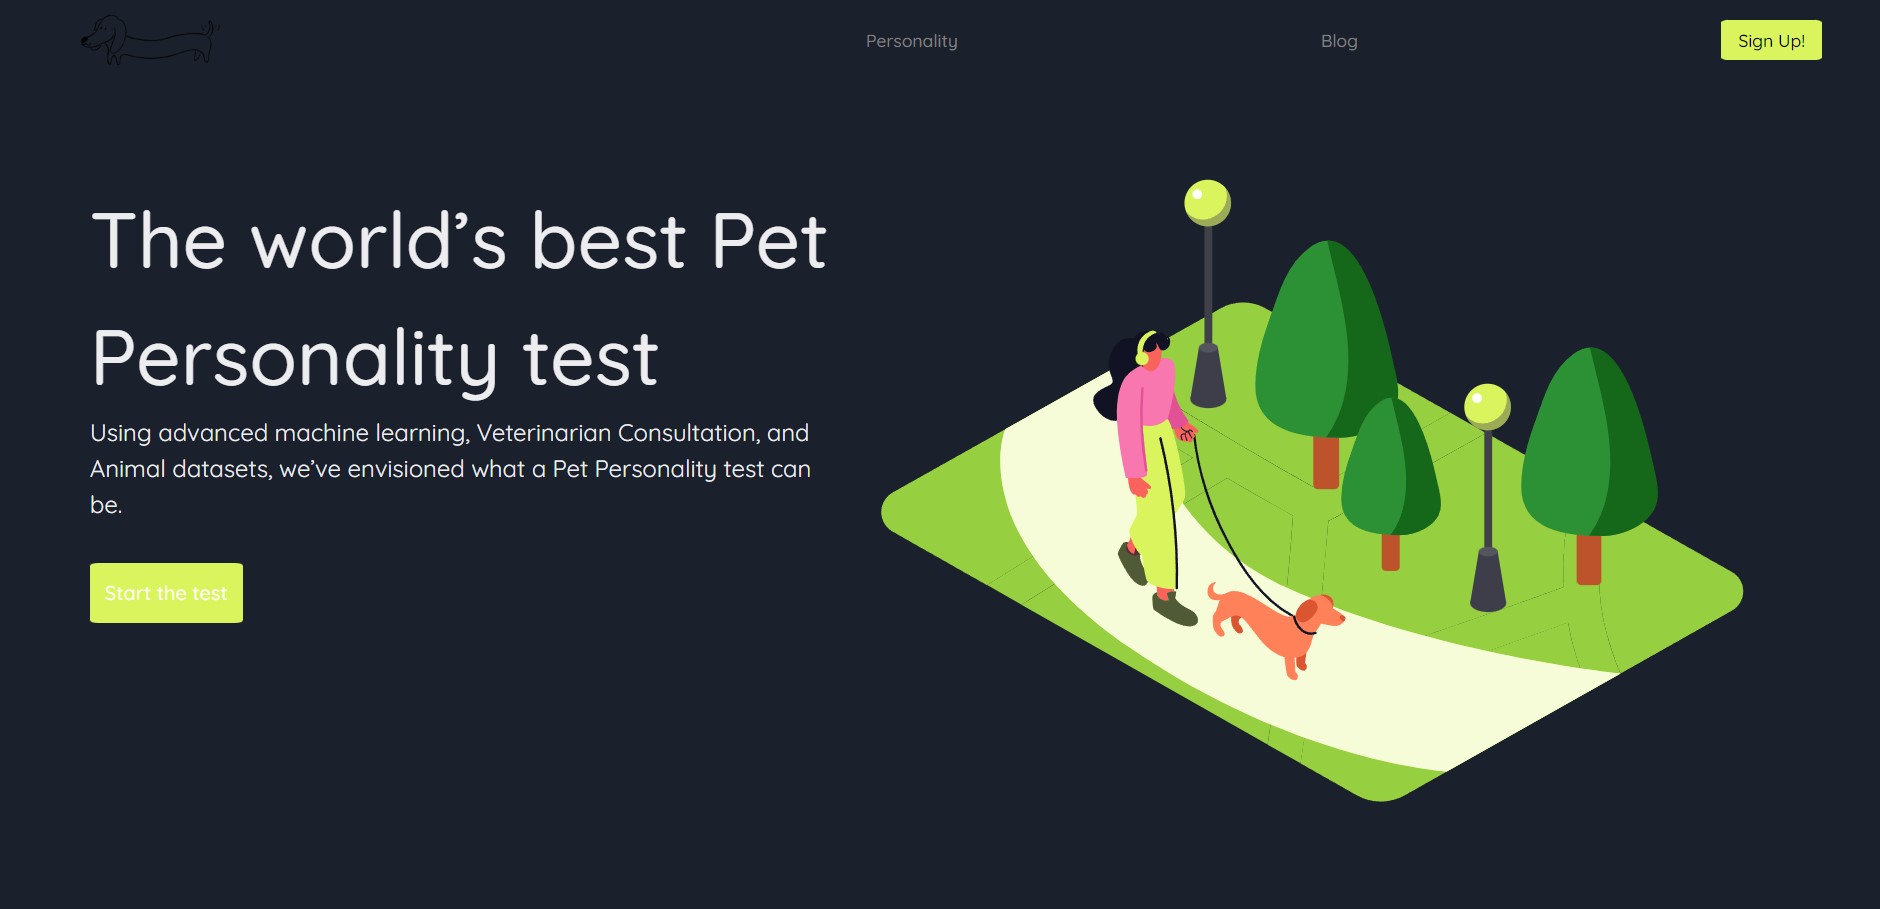 Personality
Blog
Sign Up!
The world’s best Pet
Personality test
Using advanced machine learning, Veterinarian Consultation, and
Animal datasets, we’ve envisioned what a Pet Personality test can
be.
Start the test